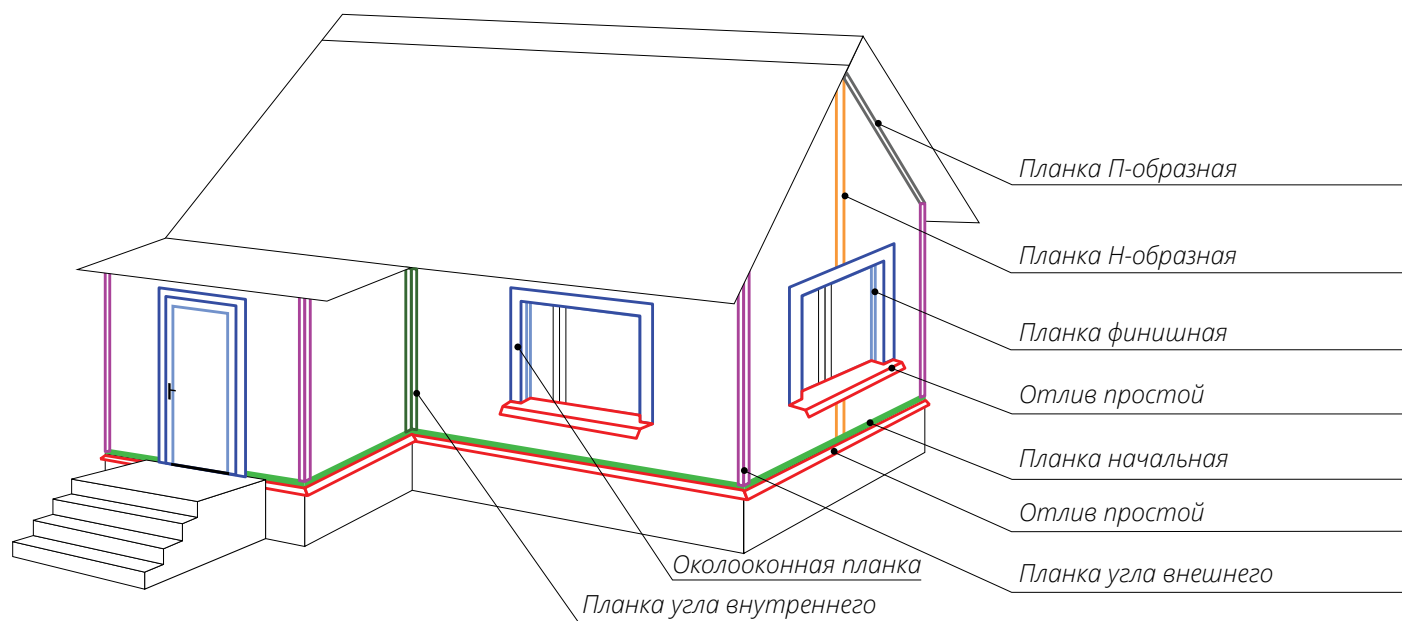 Планка П-образная
Планка Н-образная
Планка финишная
Отлив простой
Планка начальная
Отлив простой
Планка угла внешнего
Околооконная планка
Планка угла внутреннего